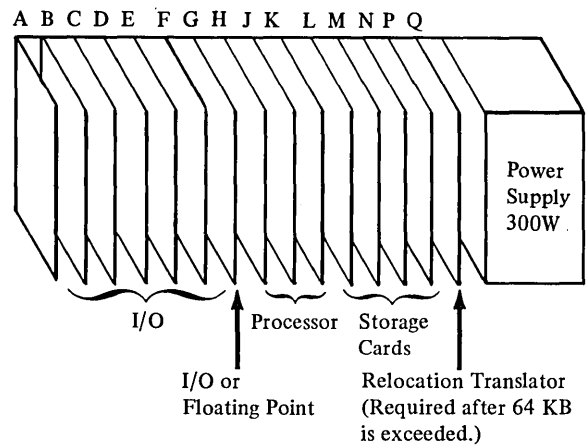 A B C D E F G H J K L M N P Q
Power
Supply
300W
I/O
Processor
Storage
Cards
I/O or
Floating Point
Relocation Translator
(Required after 64 KB
is exceeded.)